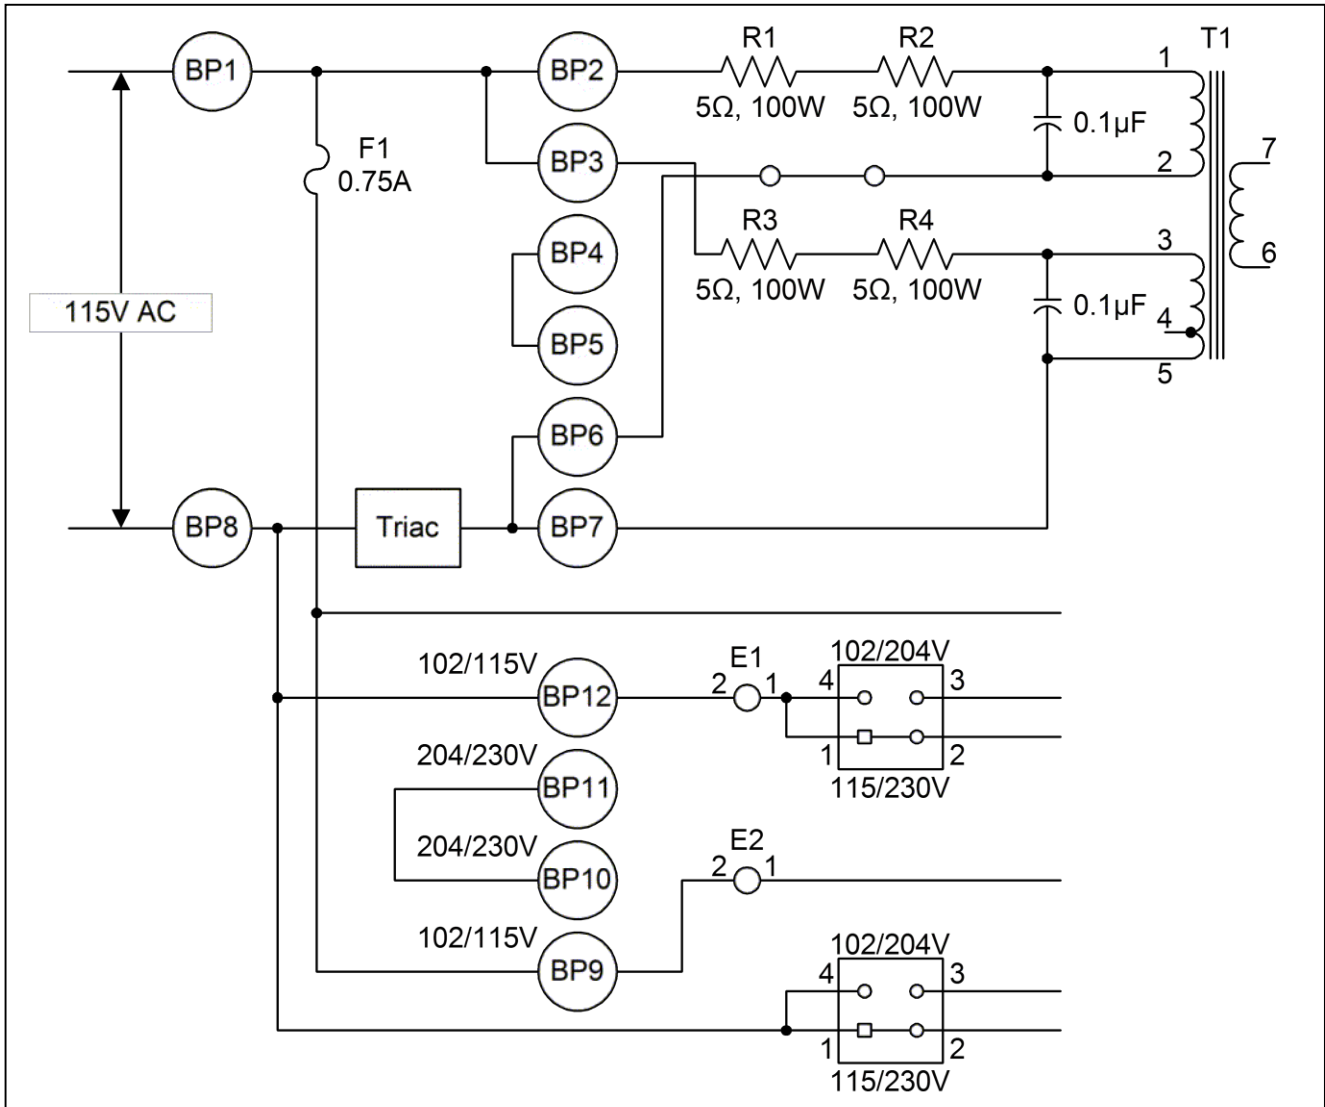 R1
R2
T1
BP1
BP2
1
5Ω, 100W
5Ω, 100W
0.1µF
F1
0.75A
BP3
2
7
R3
R4
3
BP4
6
5Ω, 100W
5Ω, 100W
0.1µF
4
115V AC
BP5
5
BP6
BP8
Triac
BP7
102/115V
BP12
E1
2
1
102/204V
4
3
1
2
115/230V
204/230V
BP11
204/230V
BP10
E2
2
1
102/115V
BP9
102/204V
4
3
1
2
115/230V